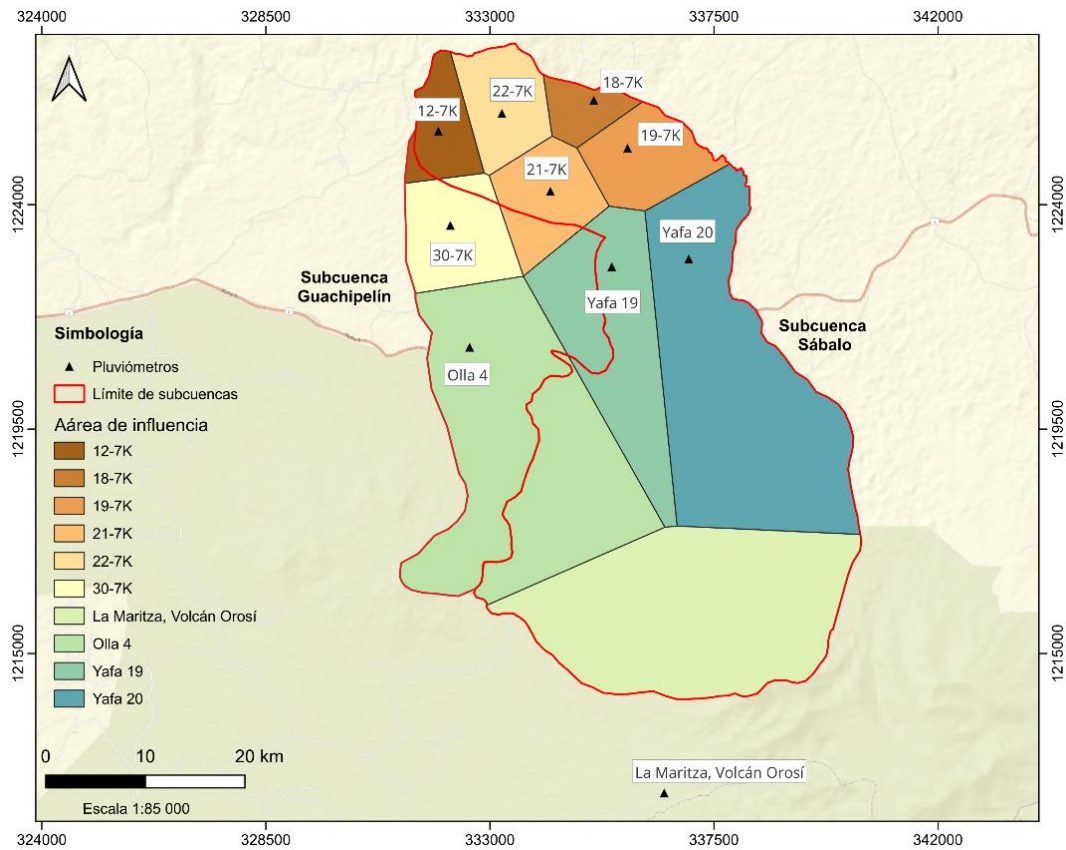 324000 328500 333000 337500 342000
12-7K
22-7K
18-7K
19-7K
21-7K
30-7K
Yafa 20
Yafa 19
Olla 4
Subcuenca
Guachipelín
Subcuenca
Sábalo
La Maritza, Volcán Orosí
1224000
1219500
1215000
1224000
1219500
1215000
Simbología
Pluviómetros
Límite de subcuencas
Aárea de influencia
12-7K
18-7K
19-7K
21-7K
22-7K
30-7K
La Maritza, Volcán Orosí
Olla 4
Yafa 19
Yafa 20
0 10 20 km
Escala 1:85 000
324000 328500 333000 337500 342000